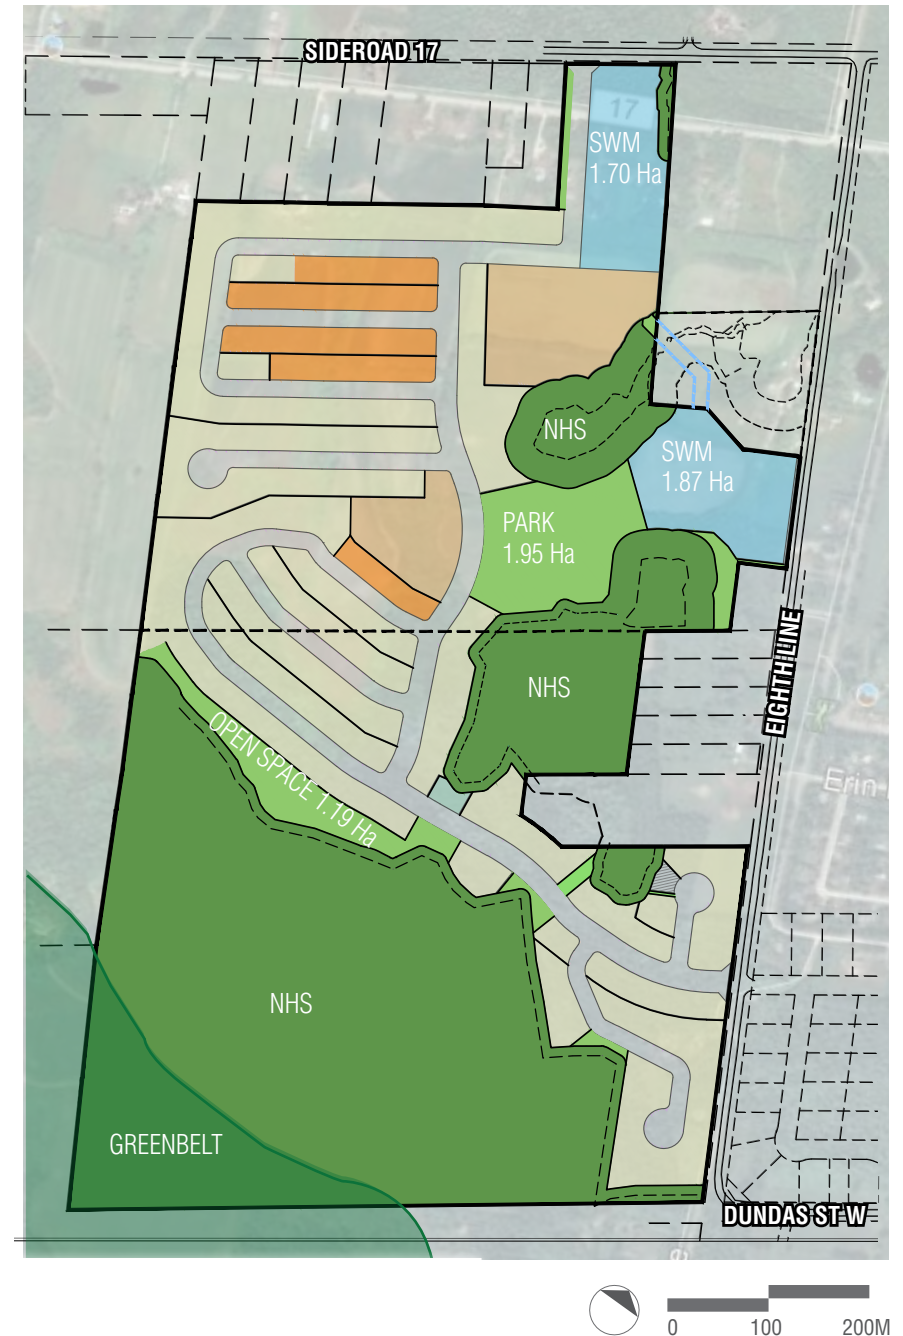 SIDEROAD 17
17
SWM
1.70 Ha
NHS
SWM
1.87 Ha
PARK
1.95 Ha
EIGHTH LINE
NHS
OPEN SPACE 1.19 Ha
Erin
NHS
GREENBELT
DUNDAS ST W
0 100 200M